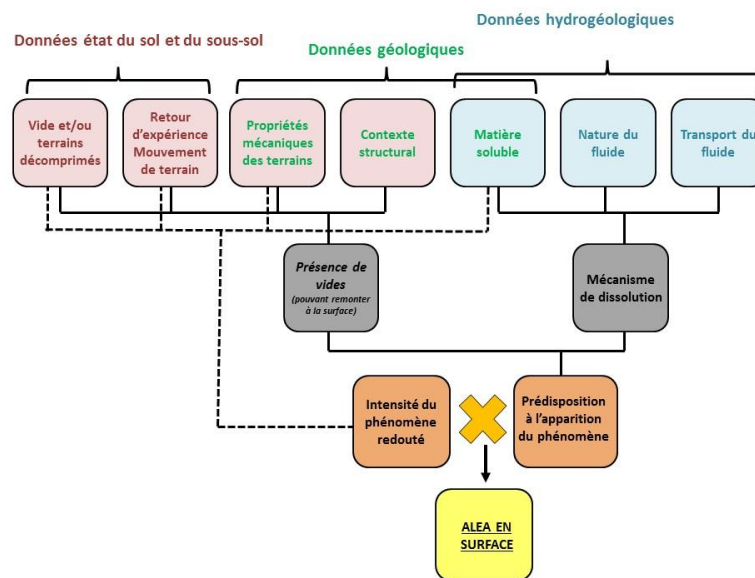 Données hydrogéologiques
Données état du sol et du sous-sol
Données géologiques
Vide et/ou
terrains
décomprimés
Retour
d'expérience
Mouvement
de terrain
Propriétés
mécaniques
des terrains
Contexte
structural
Matière
soluble
Nature du
fluide
Transport du
fluide
Présence de
vides
(pouvant remonter
à la surface)
Mécanisme
de dissolution
Intensité du
phénomène
redouté
Prédisposition
à l'apparition
du phénomène
ALEA EN
SURFACE